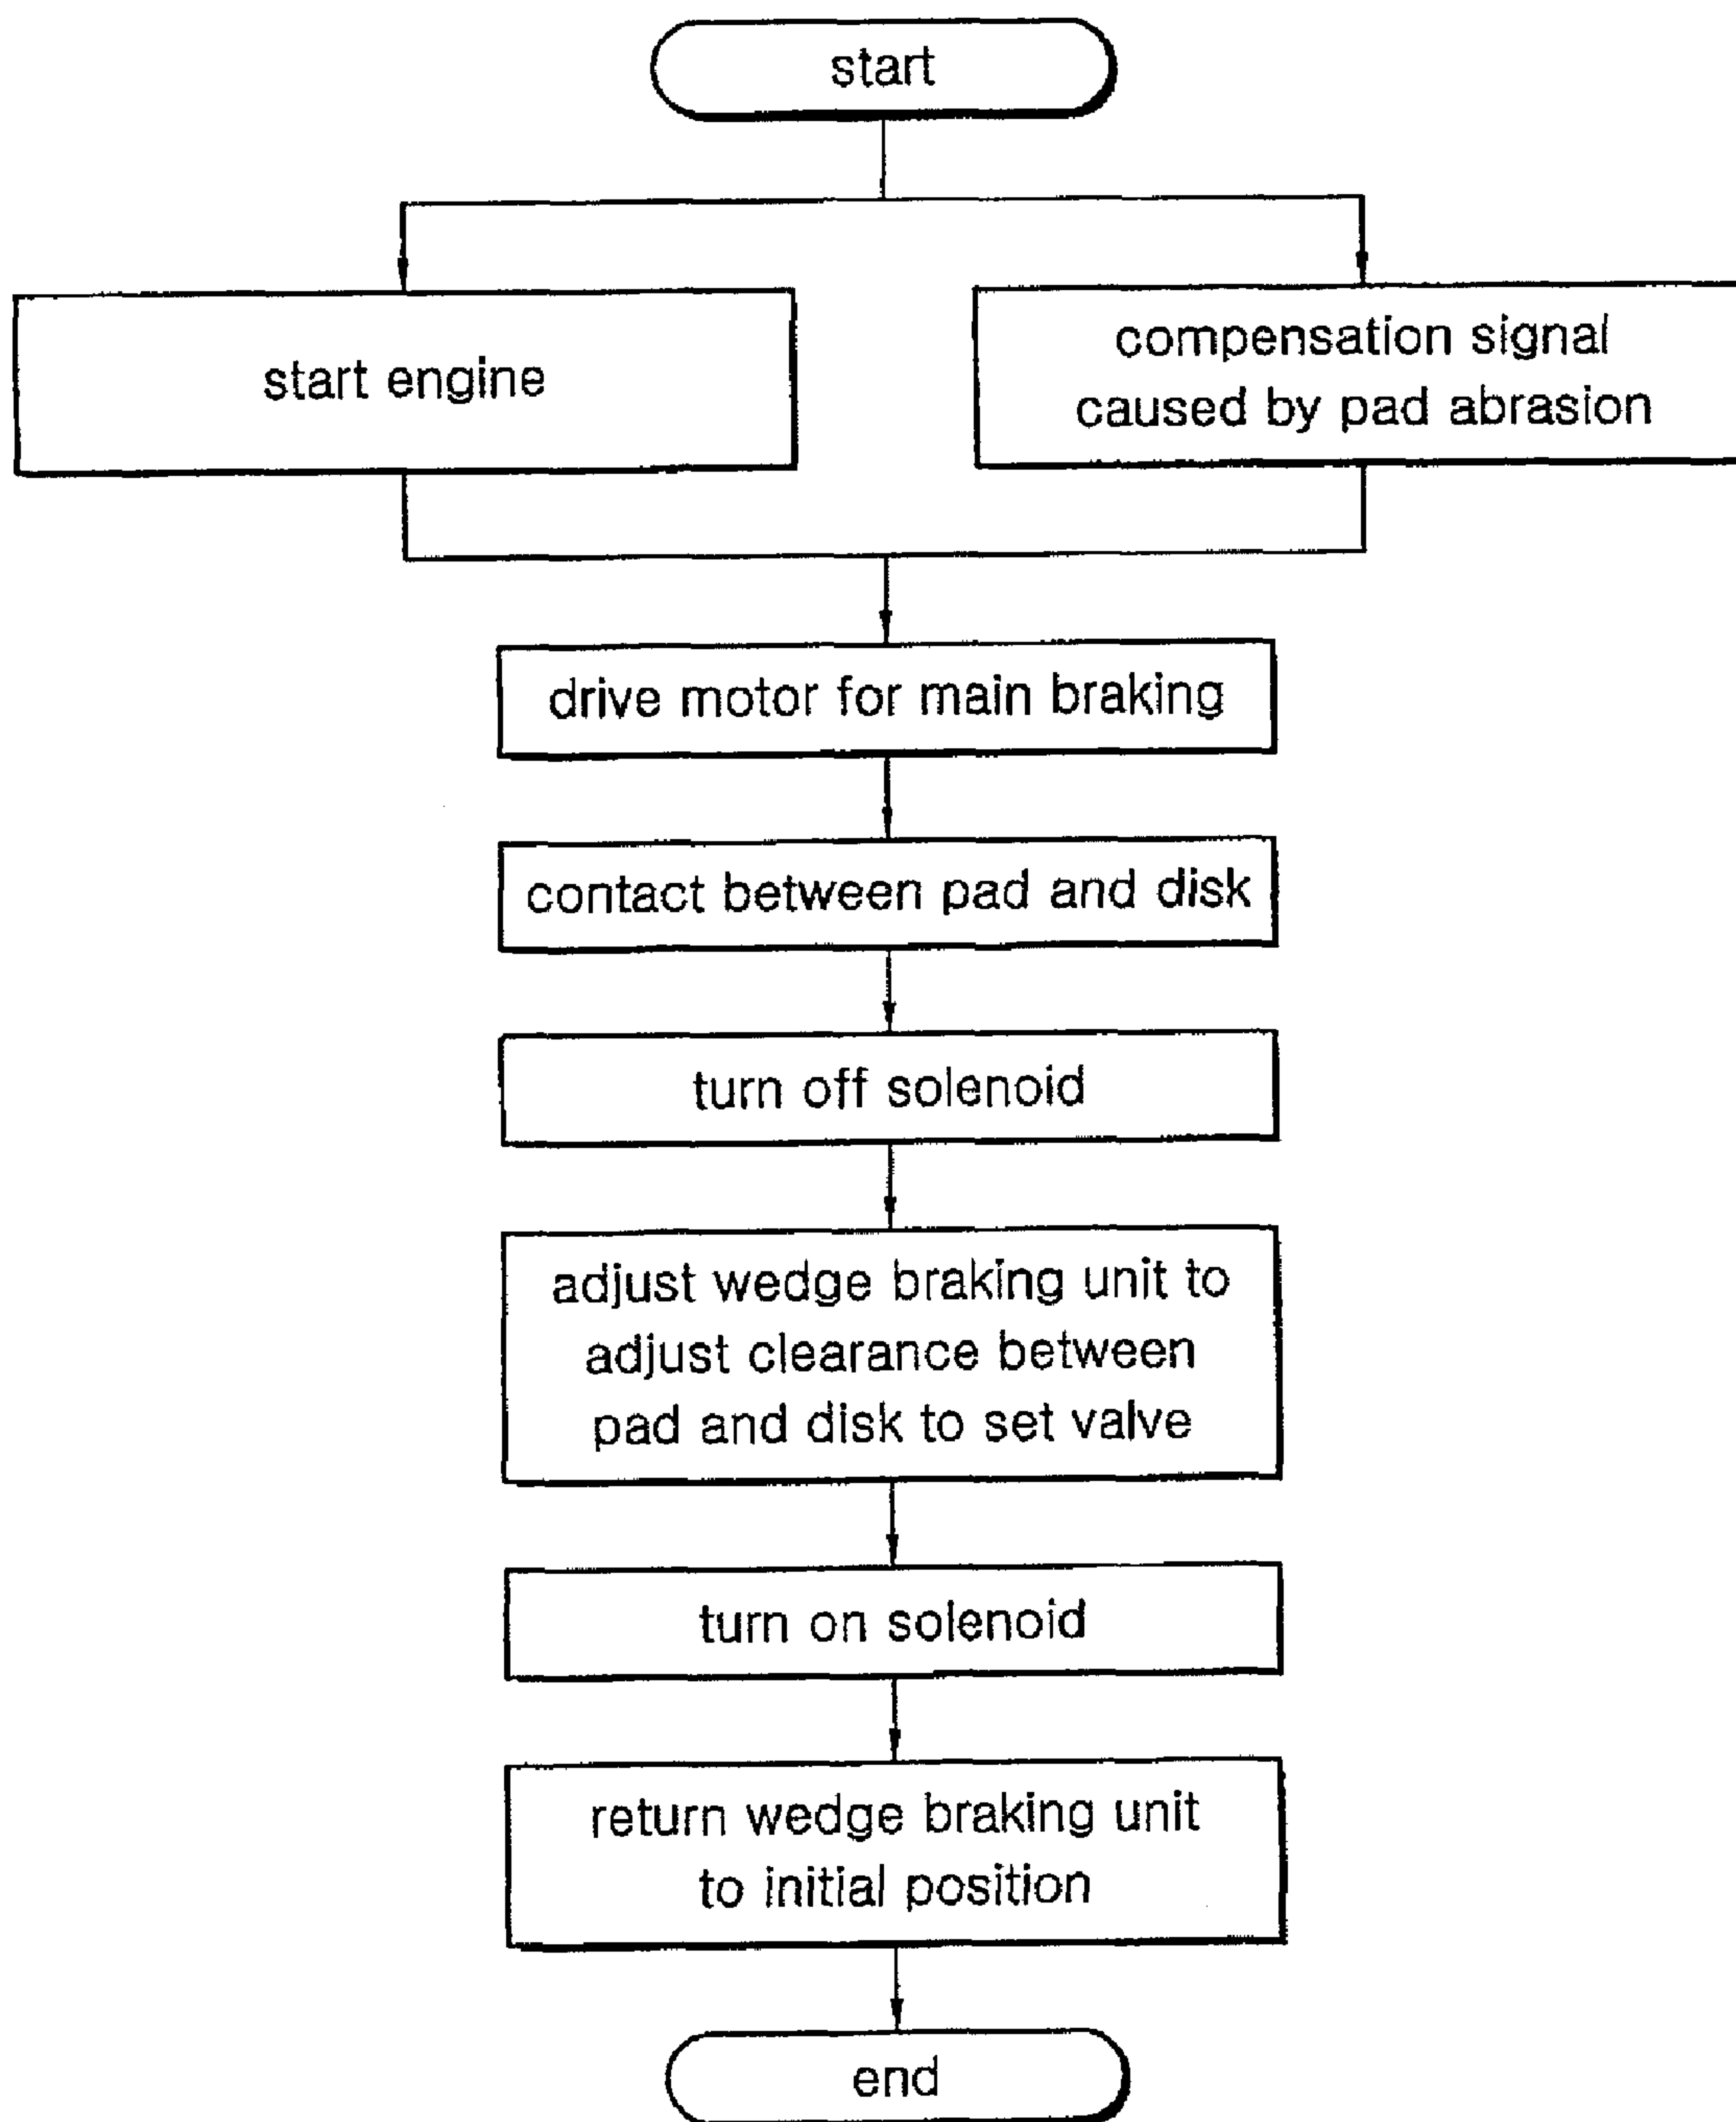 start
start engine
compensation signal
caused by pad abrasion
drive motor for main braking
contact between pad and disk
turn off solenoid
adjust wedge braking unit to
adjust clearance between
pad and disk to set valve
turn on solenoid
return wedge braking unit
to initial position
end